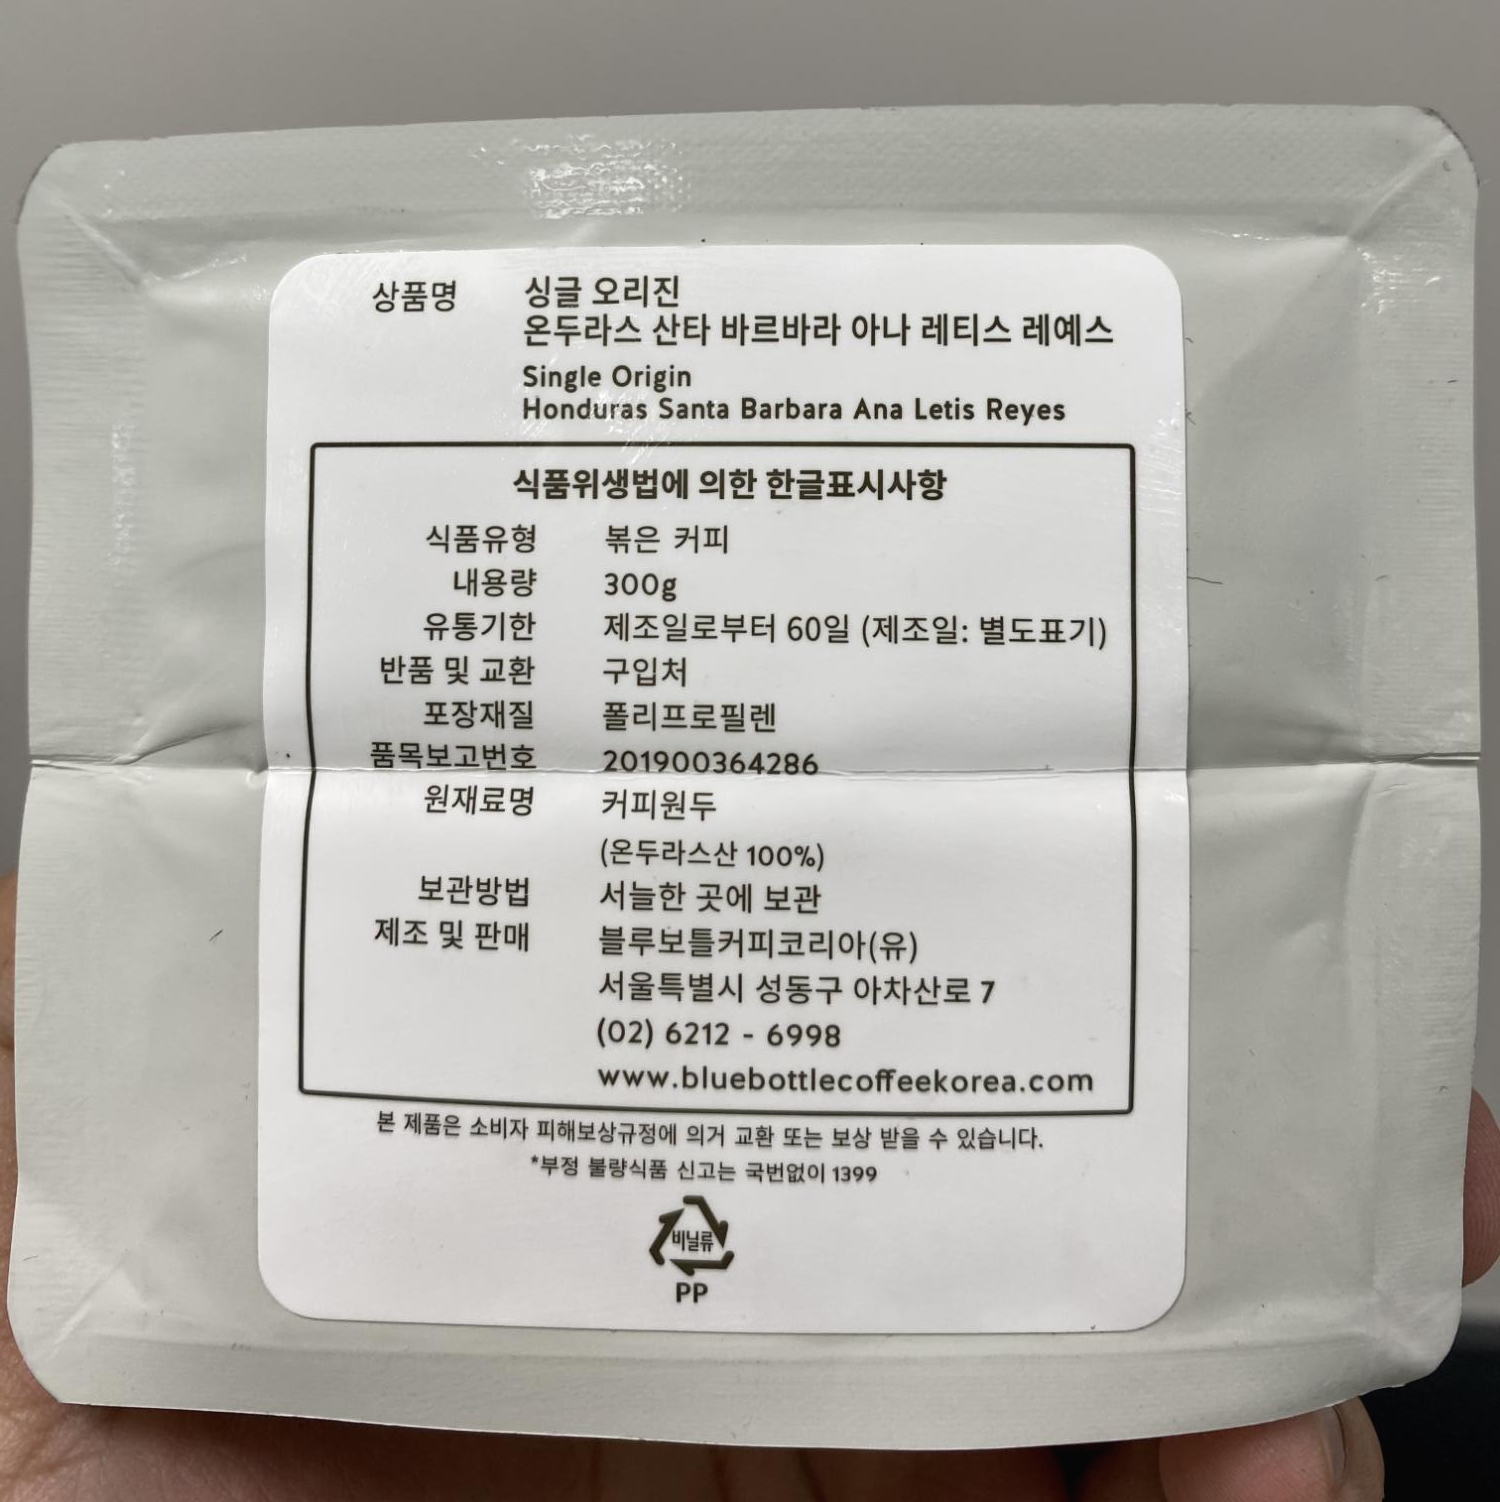 상품명 싱글 오리진
온두라스 산타 바르바라 아나 레티스 레예스
Single Origin
Honduras Santa Barbara Ana Letis Reyes
식품위생법에 의한 한글표시사항
식품유형 볶은 커피
내용량 300g
유통기한 제조일로부터 60일 (제조일: 별도표기)
반품 및 교환 구입처
포장재질 폴리프로필렌
품목보고번호 201900364286
원재료명 커피원두
(온두라스산 100%)
보관방법 서늘한 곳에 보관
제조 및 판매 블루보틀커피코리아(유)
서울특별시 성동구 아차산로 7
(02) 6212 - 6998
www.bluebottlecoffeekorea.com
본 제품은 소비자 피해보상규정에 의거 교환 또는 보상 받을 수 있습니다.
*부정 불량식품 신고는 국번없이 1399
비닐류
PP